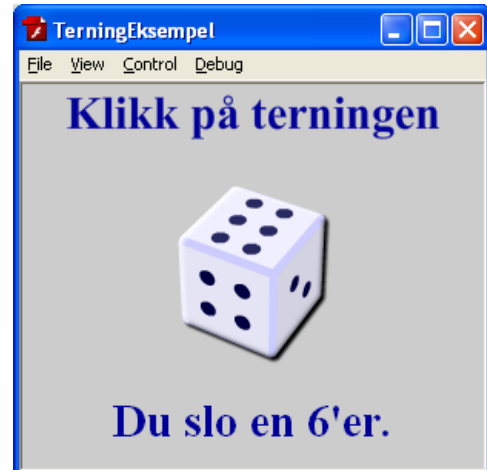 TerningEksempel
File View Control Debug
Klikk på terningen
Du slo en 6'er.